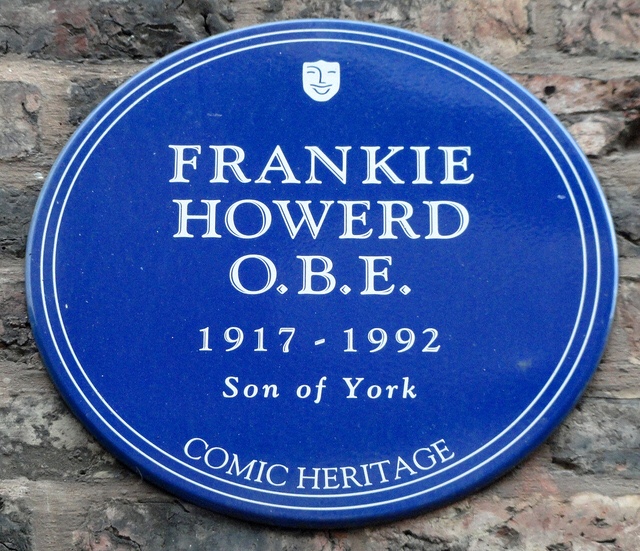 FRANKIE
HOWERD
O.B.E.
1917 - 1992
Son of York
COMIC HERITAGE